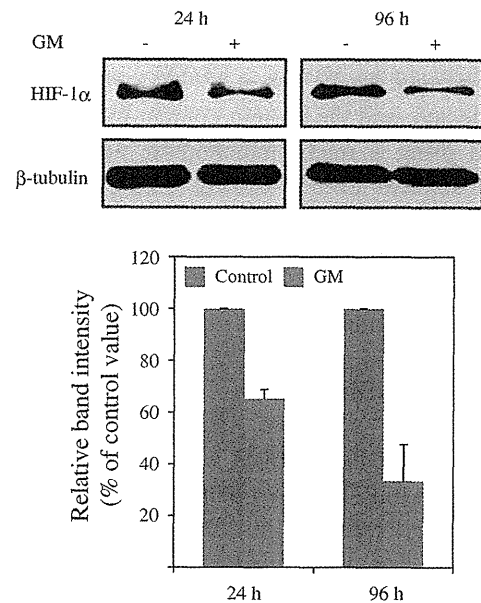 24 h 96 h
GM - + - +
HIF-1α
β-tubulin
120
Control GM
100
80
60
40
20
Relative band intensity
(% of control value)
24 h 96 h